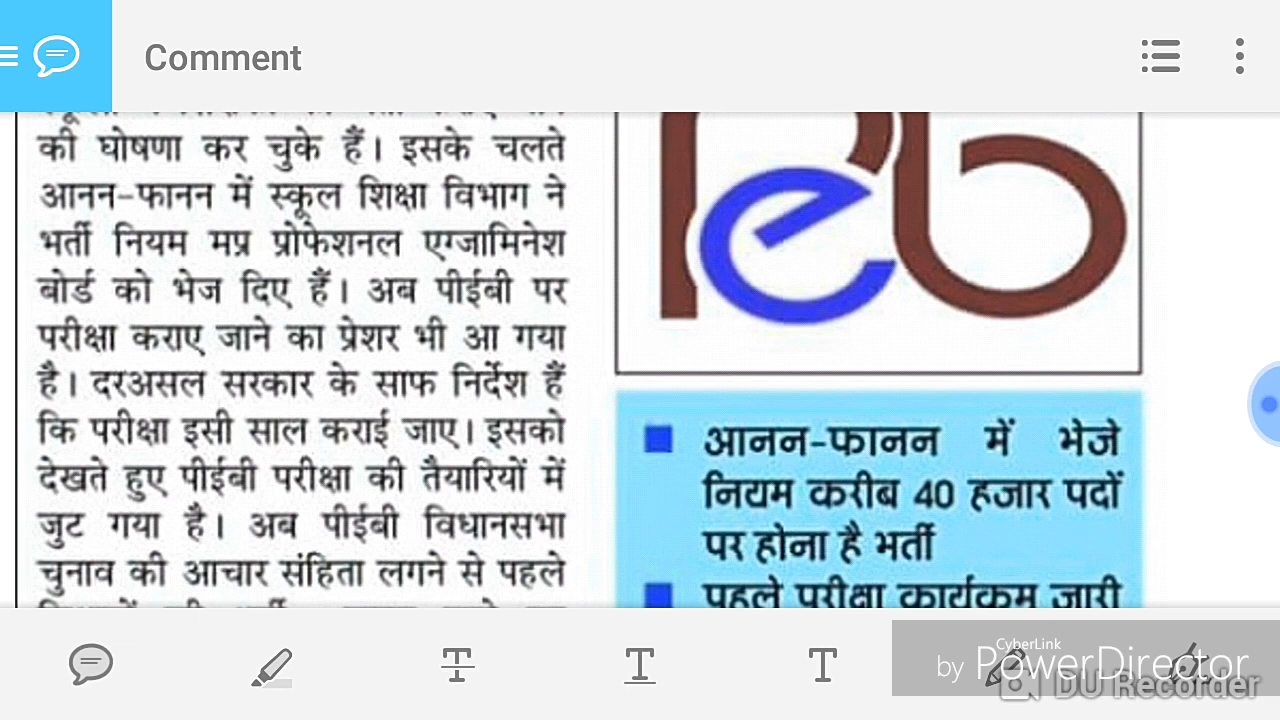 Comment
की घोषणा कर चुके हैं। इसके चलते
आनन-फानन में स्कूल शिक्षा विभाग ने
भर्ती नियम मप्र प्रोफेशनल एग्जामिनेश
बोर्ड को भेज दिए हैं। अब पीईबी पर
परीक्षा कराए जाने का प्रेशर भी आ गया
है। दरअसल सरकार के साफ निर्देश हैं
कि परीक्षा इसी साल कराई जाए। इसको
देखते हुए पीईबी परीक्षा की तैयारियों में
जुट गया है। अब पीईबी विधानसभा
चुनाव की आचार संहिता लगने से पहले
Peb
आनन-फानन में भेजे
नियम करीब 40 हजार पदों
पर होना है भर्ती
पहले परीक्षा कार्यक्रम जारी
T T T
CyberLink
by PowerDirector
DU Recorder